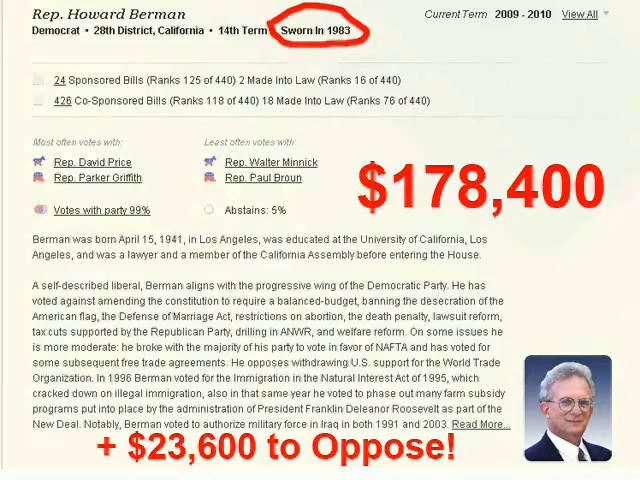 Rep. Howard Berman
Current Term 2009 - 2010 View All
Democrat • 28th District, California • 14th Term Sworn In 1983
24 Sponsored Bills (Ranks 125 of 440) 2 Made Into Law (Ranks 16 of 440)
426 Co-Sponsored Bills (Ranks 118 of 440) 18 Made Into Law (Ranks 76 of 440)
Most often votes with: Least often votes with:
Rep. David Price Rep. Walter Minnick
Rep. Parker Griffith Rep. Paul Broun
$178,400
Votes with party 99% Abstains: 5%
Berman was born April 15, 1941, in Los Angeles, was educated at the University of California, Los
Angeles, and was a lawyer and a member of the California Assembly before entering the House.
A self-described liberal, Berman aligns with the progressive wing of the Democratic Party. He has
voted against amending the constitution to require a balanced-budget, banning the desecration of the
American flag, the Defense of Marriage Act, restrictions on abortion, the death penalty, lawsuit reform,
tax cuts supported by the Republican Party, drilling in ANWR, and welfare reform. On some issues he
is more moderate: he broke with the majority of his party to vote in favor of NAFTA and has voted for
some subsequent free trade agreements. He opposes withdrawing U.S. support for the World Trade
Organization. In 1996 Berman voted for the Immigration in the Natural Interest Act of 1995, which
cracked down on illegal immigration, also in that same year he voted to phase out many farm subsidy
programs put into place by the administration of President Franklin Deleanor Roosevelt as part of the
New Deal. Notably, Berman voted to authorize military force in Iraq in both 1991 and 2003. Read More...
+ $23,600 to Oppose!